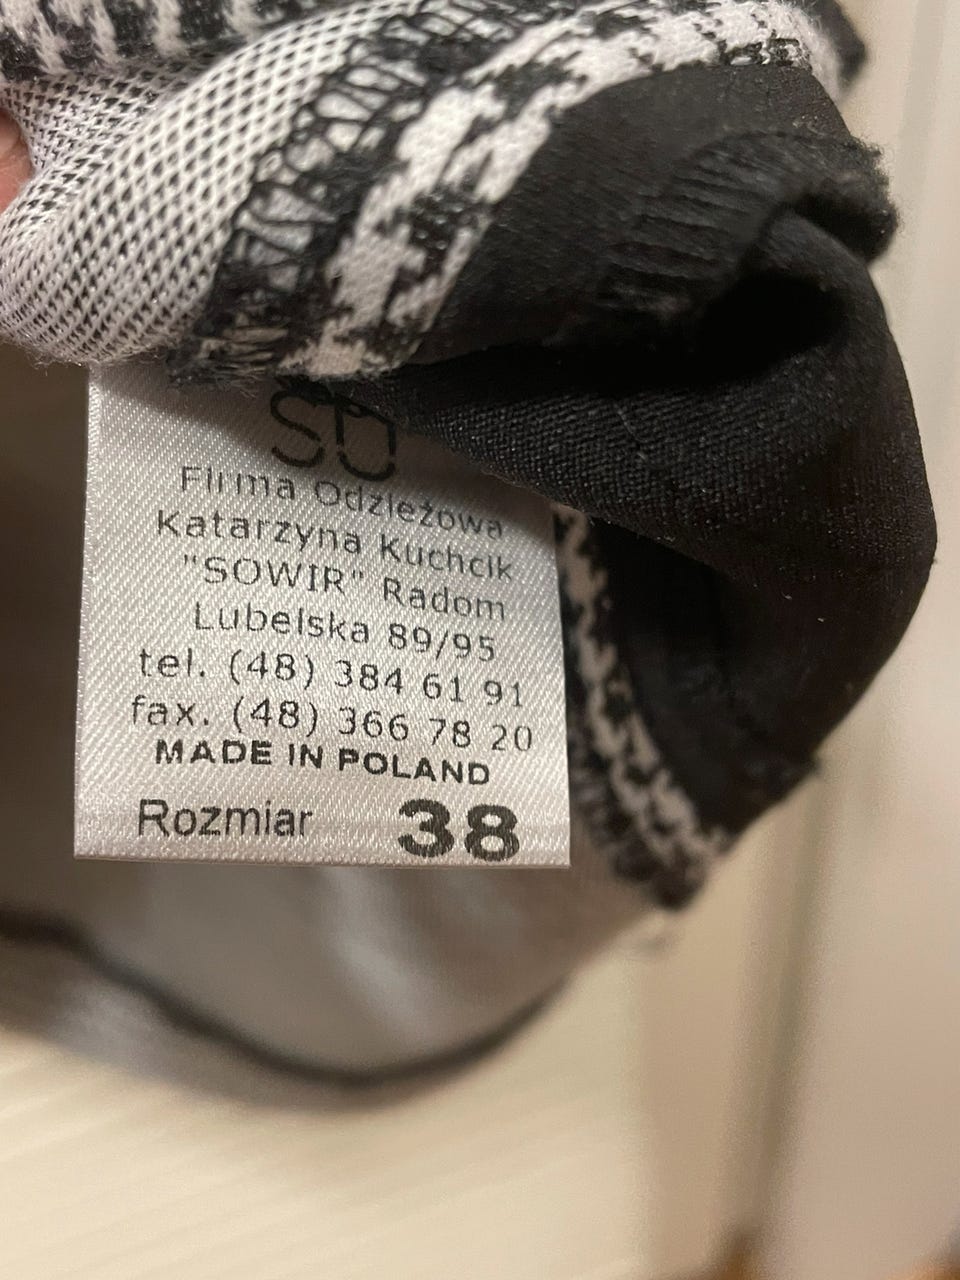 Firma Odzieżowa
Katarzyna Kuchcik
"SOWIR" Radom
Lubelska 89/95
tel. (48) 384 61 91
fax. (48) 366 78 20
MADE IN POLAND
Rozmiar 38